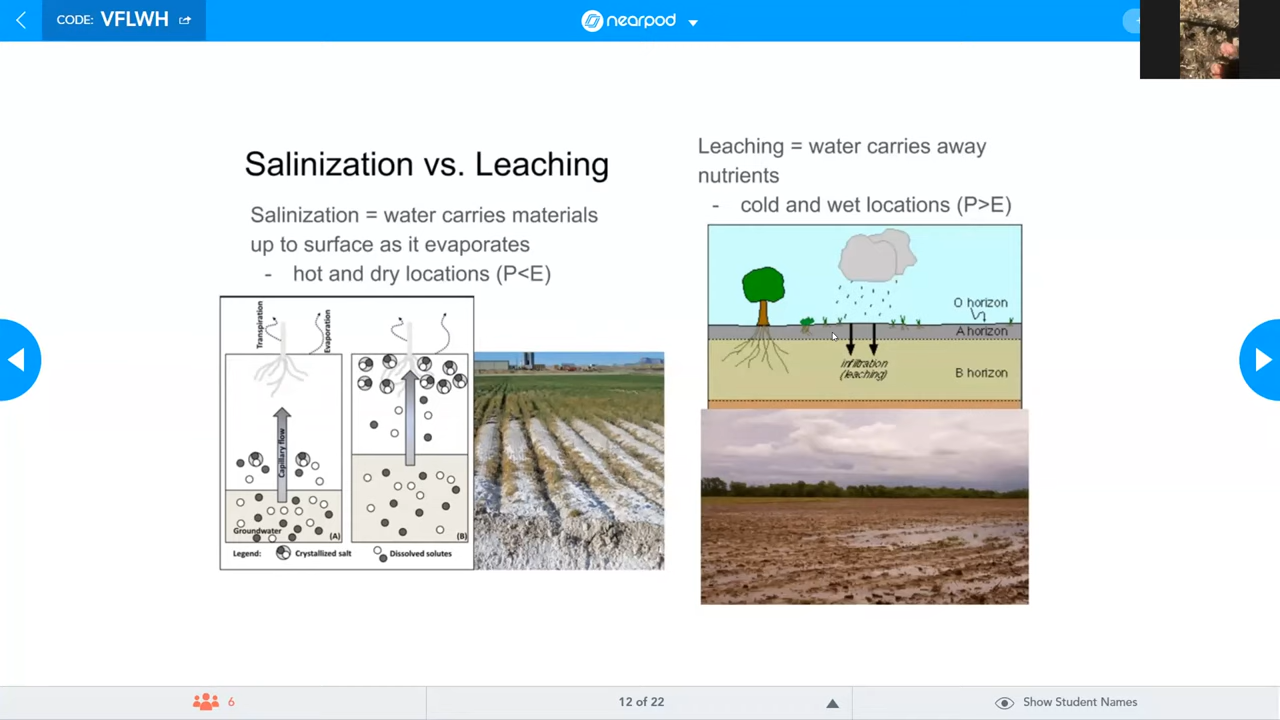 CODE: VFLWH
nearpod
Salinization vs. Leaching
Salinization = water carries materials
up to surface as it evaporates
- hot and dry locations (P<E)
Transpiration
Evaporation
Capillary flow
Groundwater
(A)
(B)
Legend:
Crystallized salt
Dissolved solutes
Leaching = water carries away
nutrients
- cold and wet locations (P>E)
O horizon
A horizon
infiltration
(leaching)
B horizon
6
12 of 22
Show Student Names